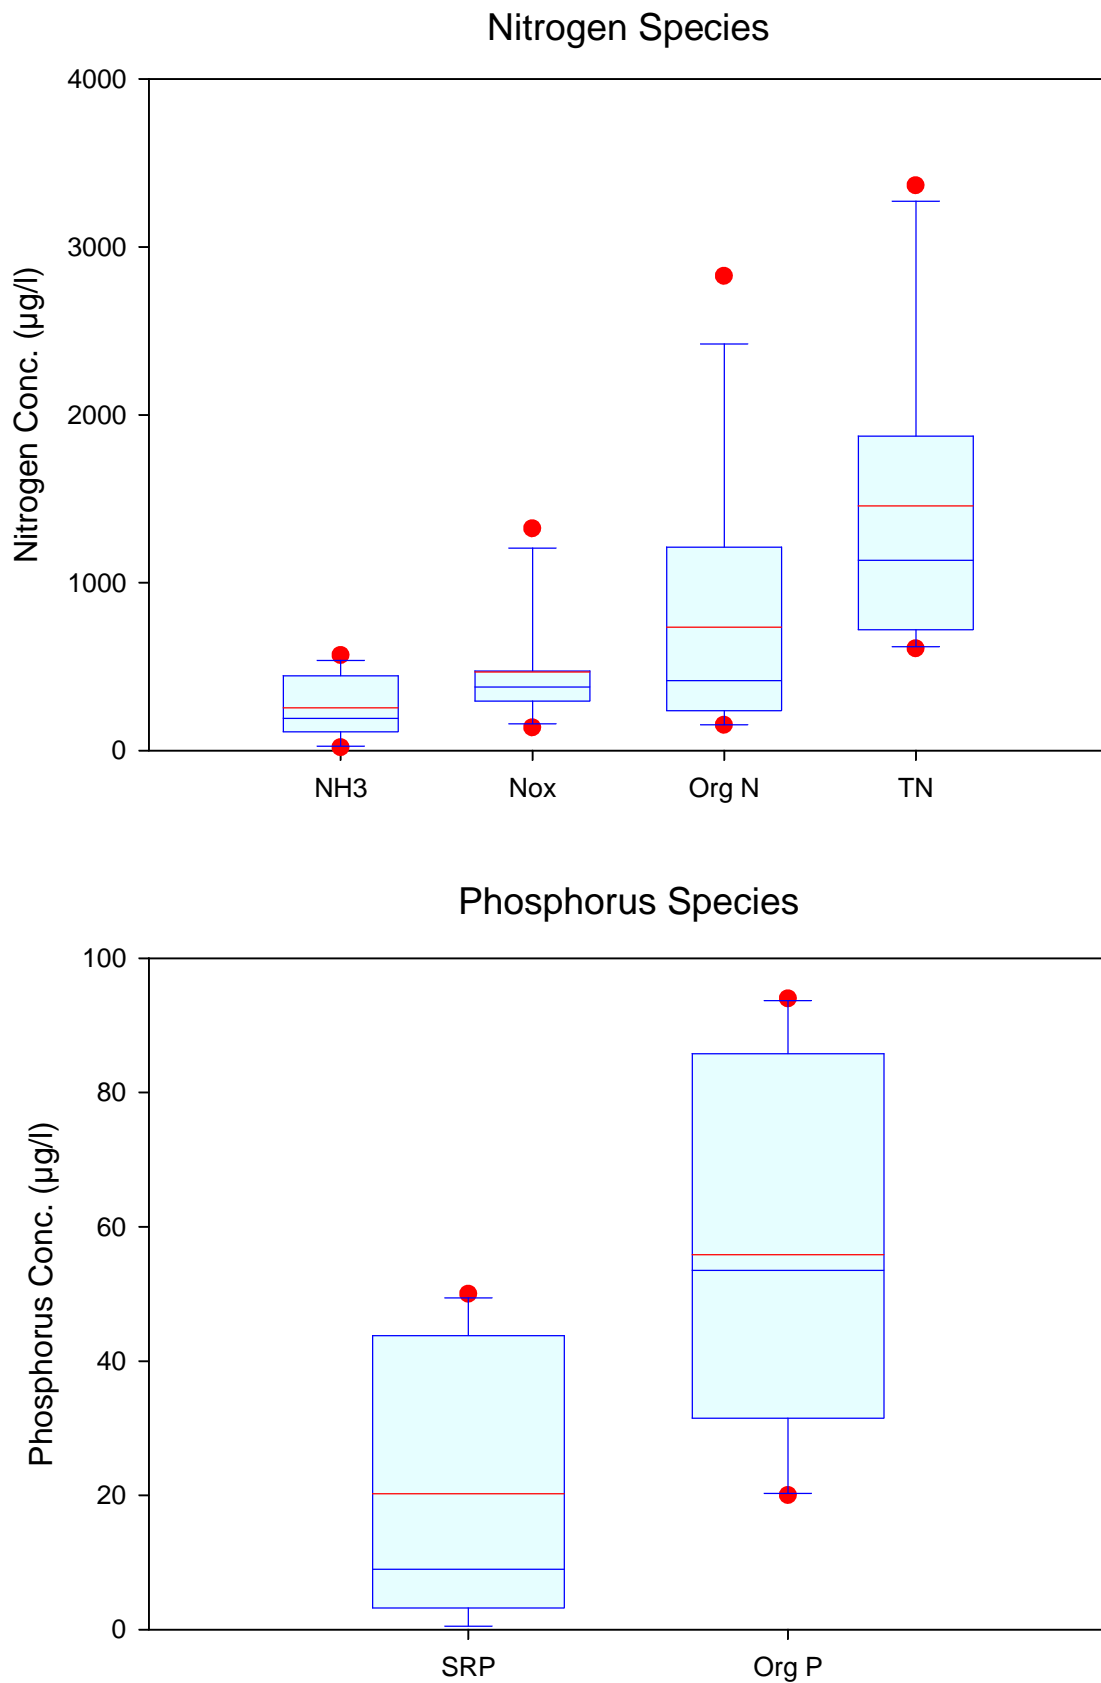 Nitrogen Species
Nitrogen Conc. (µg/l)
4000
3000
2000
1000
0
NH3
Nox
Org N
TN
Phosphorus Species
Phosphorus Conc. (µg/l)
100
80
60
40
20
0
SRP
Org P